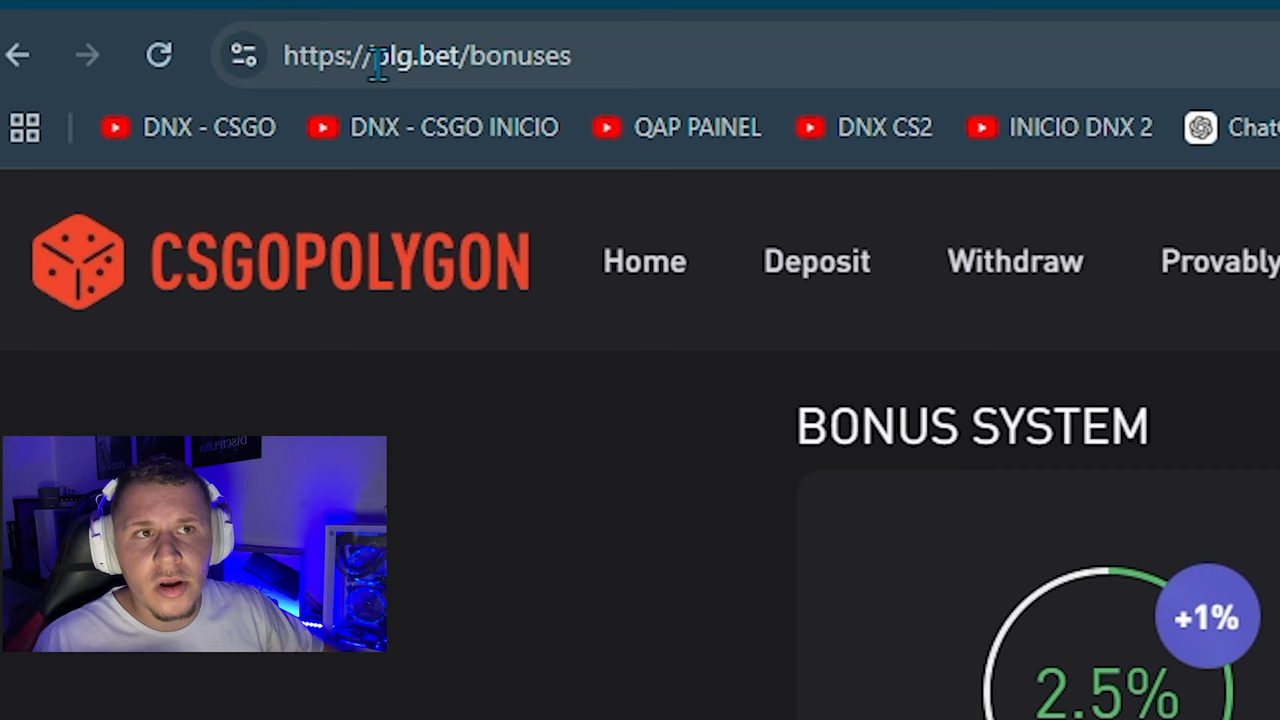 https://plg.bet/bonuses
DNX - CSGO DNX - CSGO INICIO QAP PAINEL DNX CS2 INICIO DNX 2
CSGOPOLYGON Home Deposit Withdraw Provably
BONUS SYSTEM
+1%
2.5%